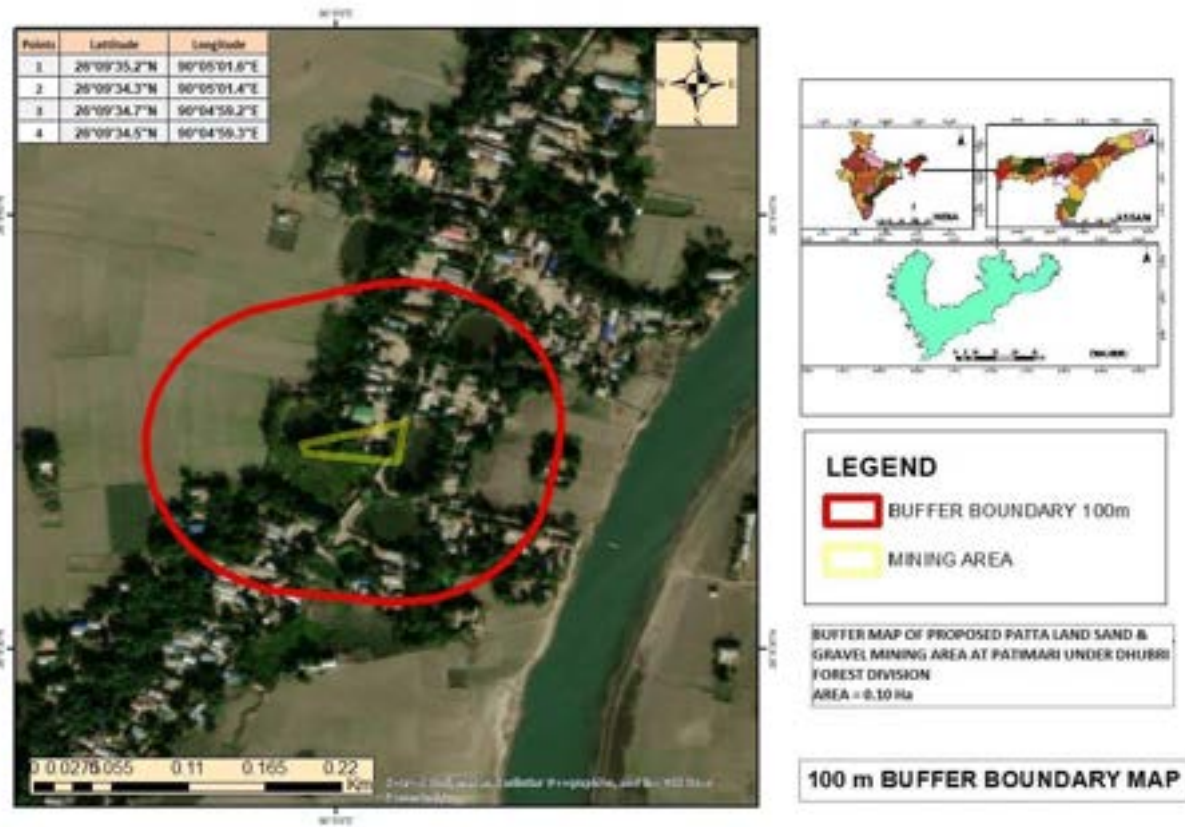 Points Lattitude Longitude
1 26°09'35.2"N 90°05'01.6"E
2 26°09'34.3"N 90°05'01.4"E
3 26°09'34.7"N 90°04'59.2"E
4 26°09'34.5"N 90°04'59.3"E
N
W E
INDIA
ASSAM
DHUBRI
LEGEND
BUFFER BOUNDARY 100m
MINING AREA
BUFFER MAP OF PROPOSED PATTA LAND SAND &
GRAVEL MINING AREA AT PATIMARI UNDER DHUBRI
FOREST DIVISION
AREA = 0.10 Ha
0 0.0275 0.055 0.11 0.165 0.22
Km
100 m BUFFER BOUNDARY MAP